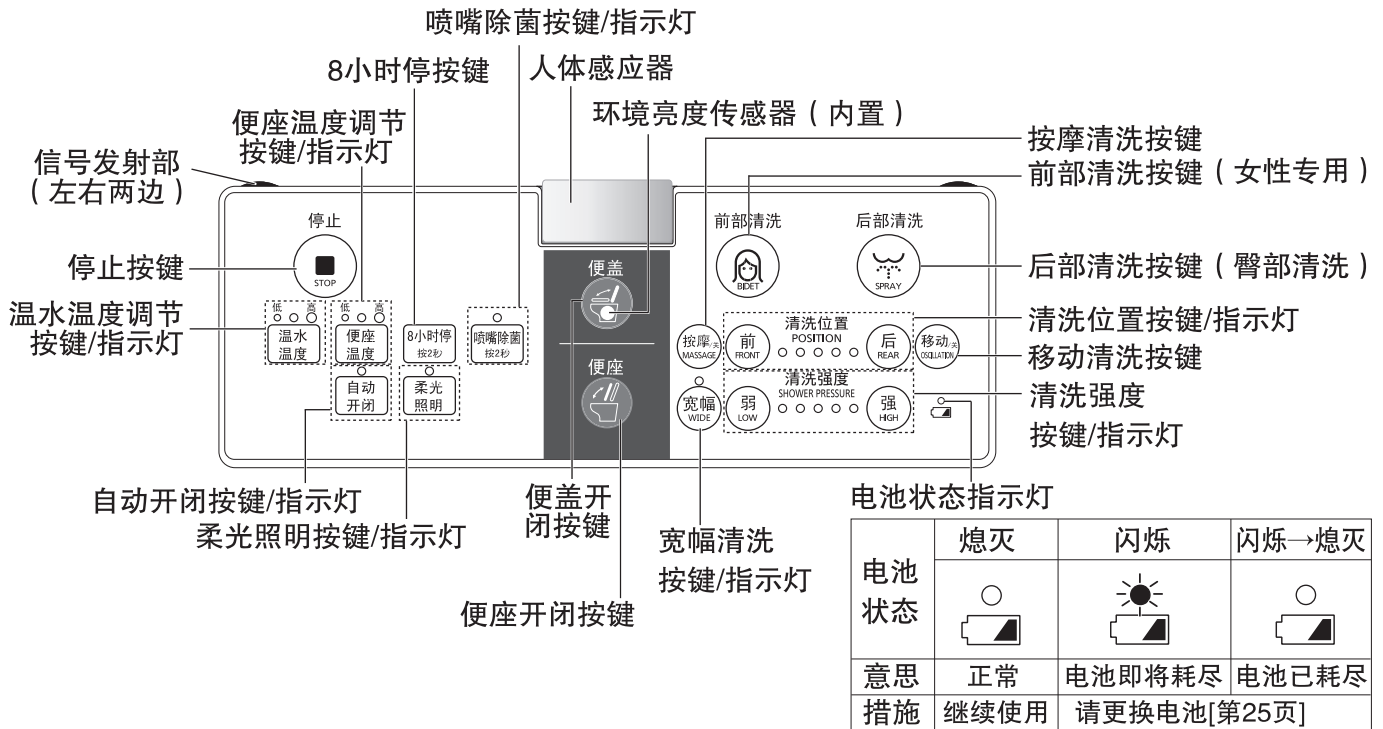 喷嘴除菌按键/指示灯
8小时停按键
人体感应器
便座温度调节
按键/指示灯
环境亮度传感器（内置）
信号发射部
（左右两边）
按摩清洗按键
前部清洗按键（女性专用）
停止
前部清洗
后部清洗
停止按键
STOP
便盖
BIDET
SPRAY
后部清洗按键（臀部清洗）
温水温度调节
按键/指示灯
低 高
低 高
温水
温度
便座
温度
8小时停
按2秒
喷嘴除菌
按2秒
按摩/关
MASSAGE
前
FRONT
清洗位置
POSITION
后
REAR
移动/关
OSCILLATION
清洗位置按键/指示灯
移动清洗按键
自动
开闭
柔光
照明
便座
宽幅
WIDE
弱
LOW
清洗强度
SHOWER PRESSURE
强
HIGH
清洗强度
按键/指示灯
自动开闭按键/指示灯
柔光照明按键/指示灯
便盖开
闭按键
便座开闭按键
宽幅清洗
按键/指示灯
电池状态指示灯
电池
状态
熄灭 闪烁 闪烁→熄灭
意思 正常 电池即将耗尽 电池已耗尽
措施 继续使用 请更换电池[第25页]